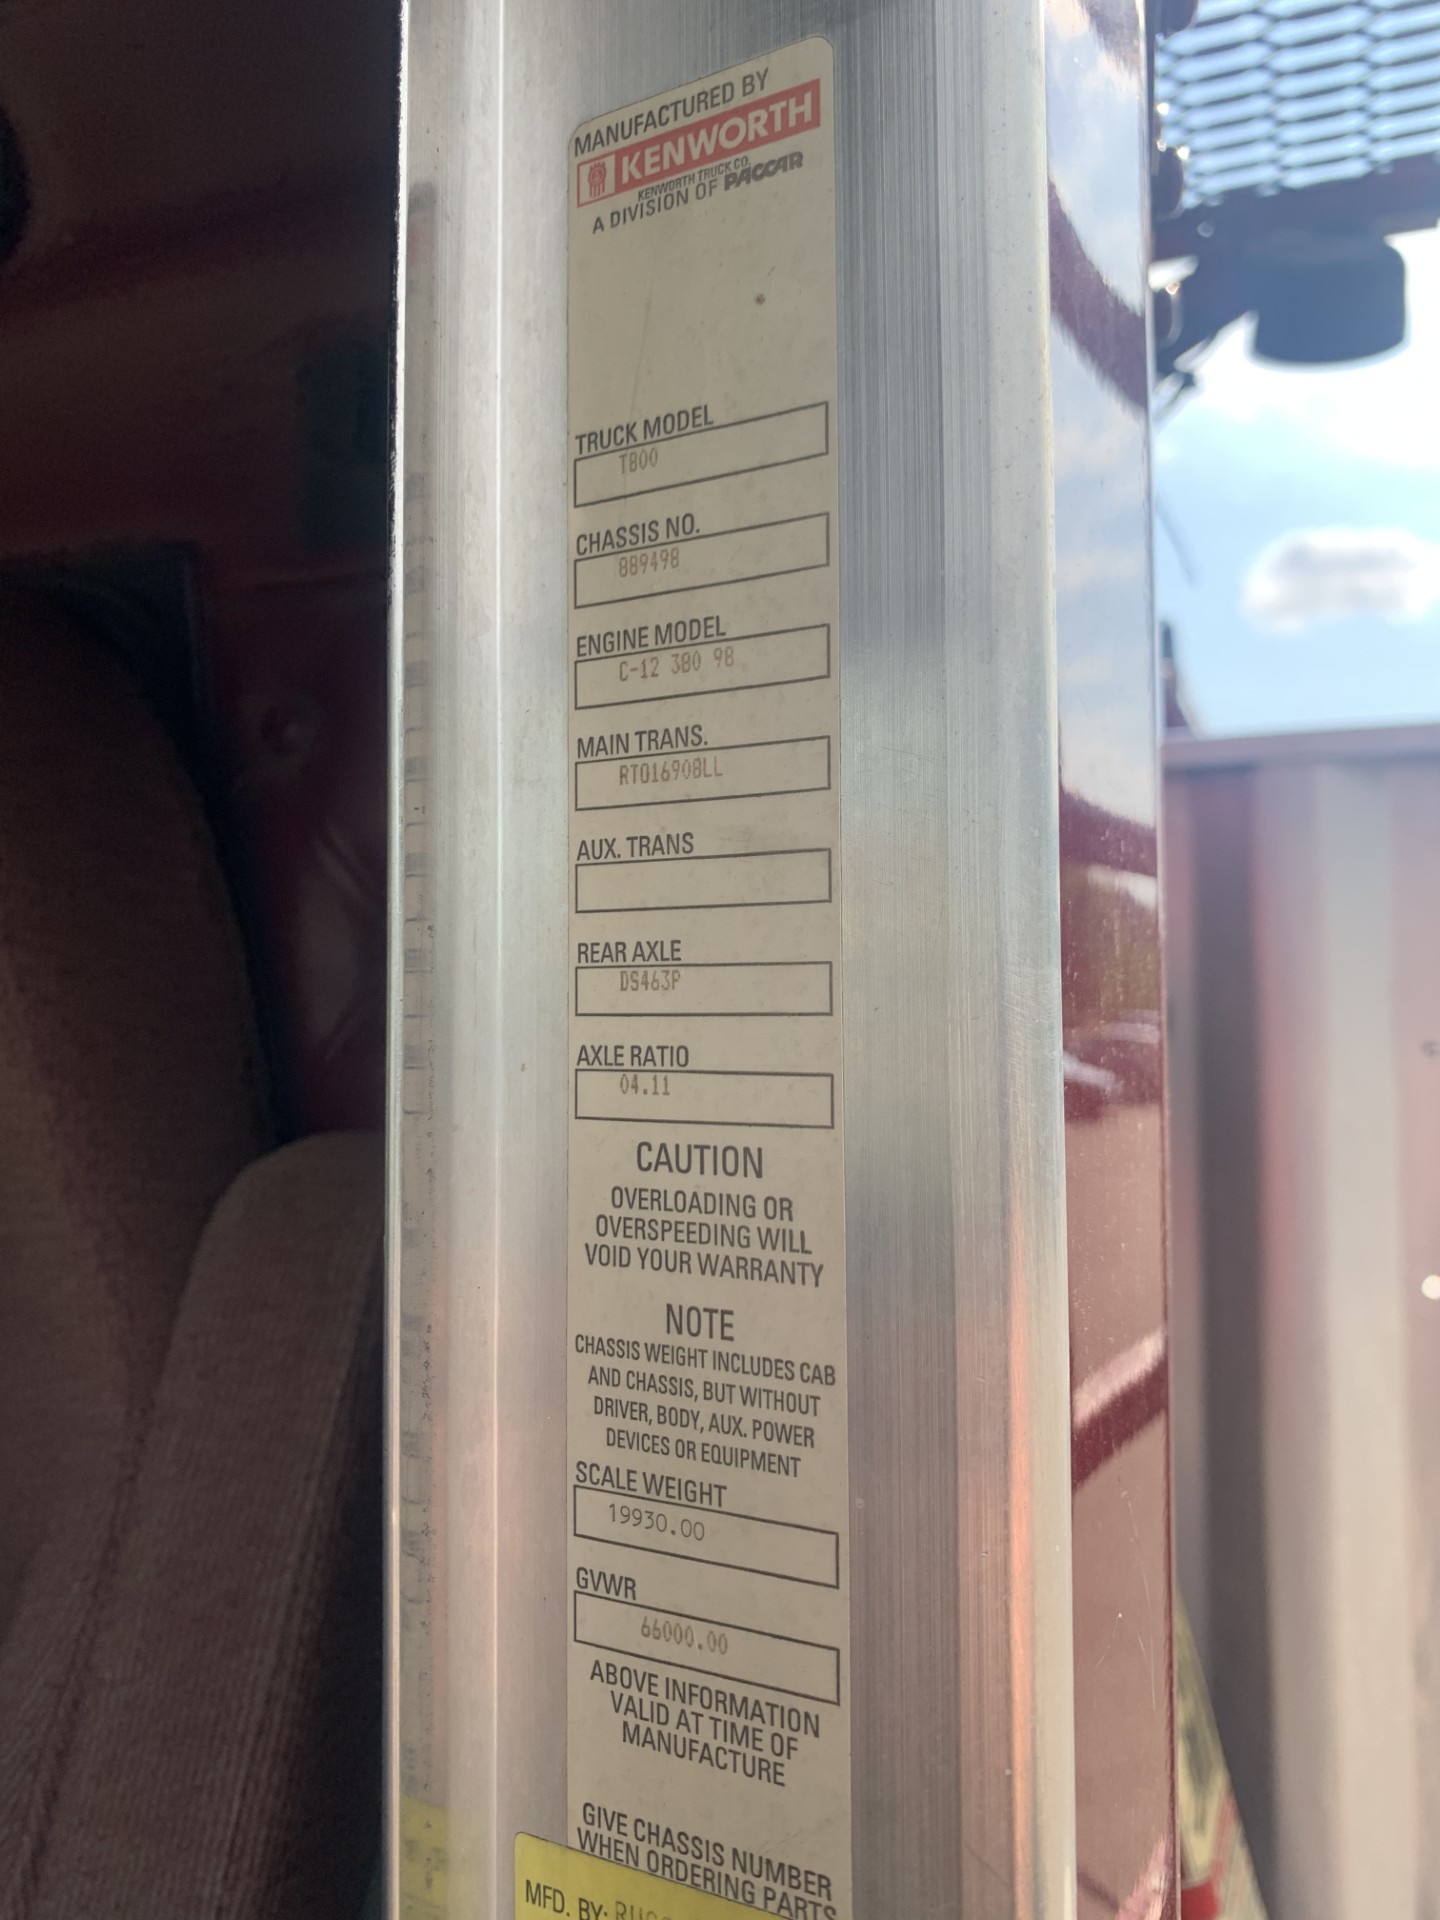 MANUFACTURED BY
KENWORTH
KENWORTH TRUCK CO.
A DIVISION OF PACCAR
TRUCK MODEL
T800
CHASSIS NO.
889498
ENGINE MODEL
C-12 380 98
MAIN TRANS.
RTO16908LL
AUX. TRANS
REAR AXLE
DS463P
AXLE RATIO
04.11
CAUTION
OVERLOADING OR
OVERSPEEDING WILL
VOID YOUR WARRANTY
NOTE
CHASSIS WEIGHT INCLUDES CAB
AND CHASSIS, BUT WITHOUT
DRIVER, BODY, AUX. POWER
DEVICES OR EQUIPMENT
SCALE WEIGHT
19930.00
GVWR
66000.00
ABOVE INFORMATION
VALID AT TIME OF
MANUFACTURE
GIVE CHASSIS NUMBER
WHEN ORDERING PARTS
MFD. BY: